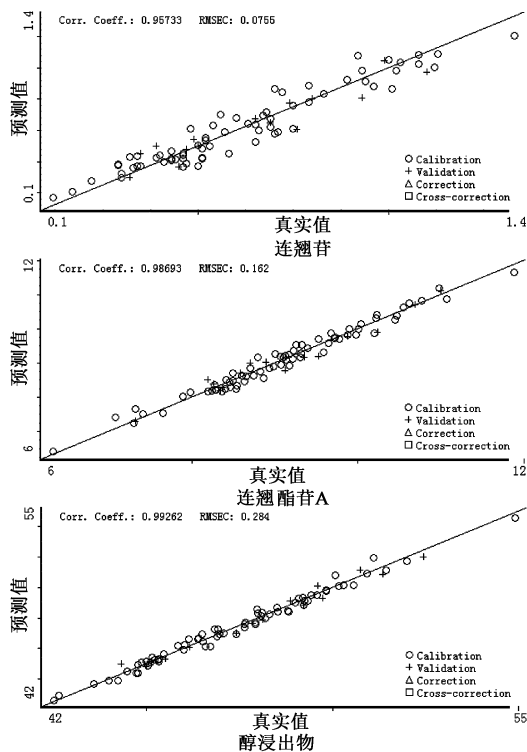 1.4
Corr. Coeff.: 0.95733 RMSEC: 0.0755
预测值
Calibration
Validation
Correction
Cross-correction
0.1
0.1
真实值
1.4
连翘苷
12
Corr. Coeff.: 0.98693 RMSEC: 0.162
预测值
Calibration
Validation
Correction
Cross-correction
6
6
真实值
12
连翘酯苷A
55
Corr. Coeff.: 0.99262 RMSEC: 0.284
预测值
Calibration
Validation
Correction
Cross-correction
42
42
真实值
55
醇浸出物